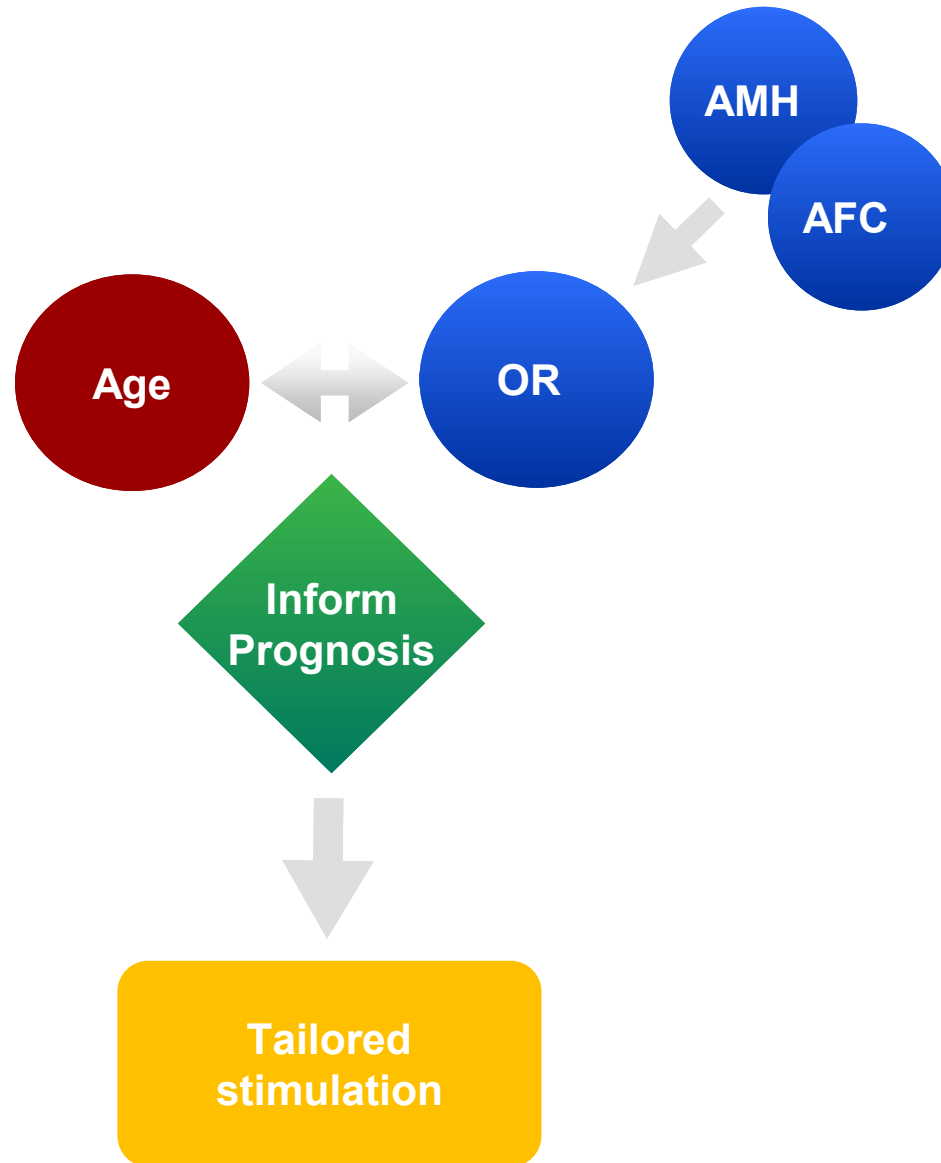 AMH
AFC
Age
OR
Inform
Prognosis
Tailored
stimulation